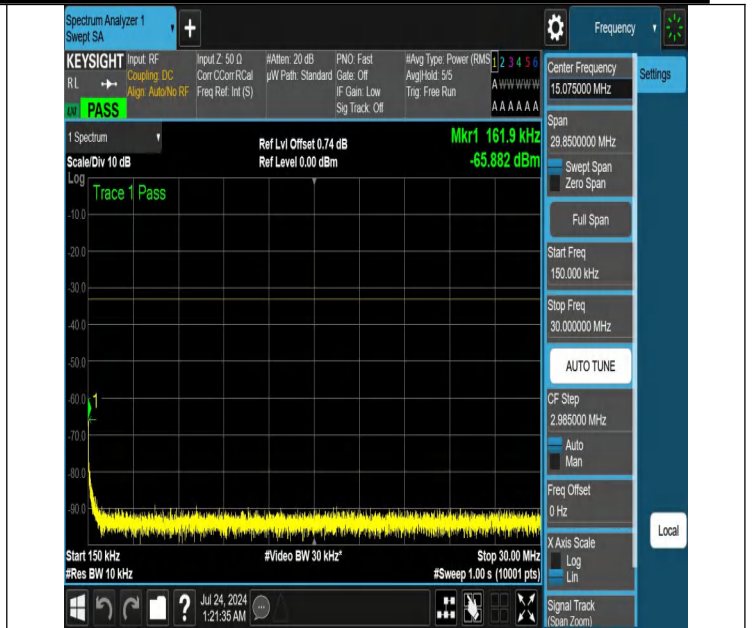 Spectrum Analyzer 1
Swept SA
+
Frequency
KEYSIGHT
RL
PASS
Input: RF
Coupling: DC
Align: Auto/No RF
Input Z: 50 Ω
Corr CCorr RCal
Freq Ref: Int (S)
#Atten: 20 dB
µW Path: Standard
PNO: Fast
Gate: Off
IF Gain: Low
Sig Track: Off
#Avg Type: Power (RMS
Avg|Hold: 5/5
Trig: Free Run
1 2 3 4 5 6
A W W W W W
A A A A A A
1 Spectrum
Scale/Div 10 dB
Ref Lvl Offset 0.74 dB
Ref Level 0.00 dBm
Mkr1 161.9 kHz
-65.882 dBm
Log
Trace 1 Pass
-10.0
-20.0
-30.0
-40.0
-50.0
-60.0
1
-70.0
-80.0
-90.0
Start 150 kHz
#Res BW 10 kHz
#Video BW 30 kHz*
Stop 30.00 MHz
#Sweep 1.00 s (10001 pts)
Center Frequency
15.075000 MHz
Span
29.8500000 MHz
Swept Span
Zero Span
Full Span
Start Freq
150.000 kHz
Stop Freq
30.000000 MHz
AUTO TUNE
CF Step
2.985000 MHz
Auto
Man
Freq Offset
0 Hz
X Axis Scale
Log
Lin
Signal Track
(Span Zoom)
Settings
Local
?
Jul 24, 2024
1:21:35 AM